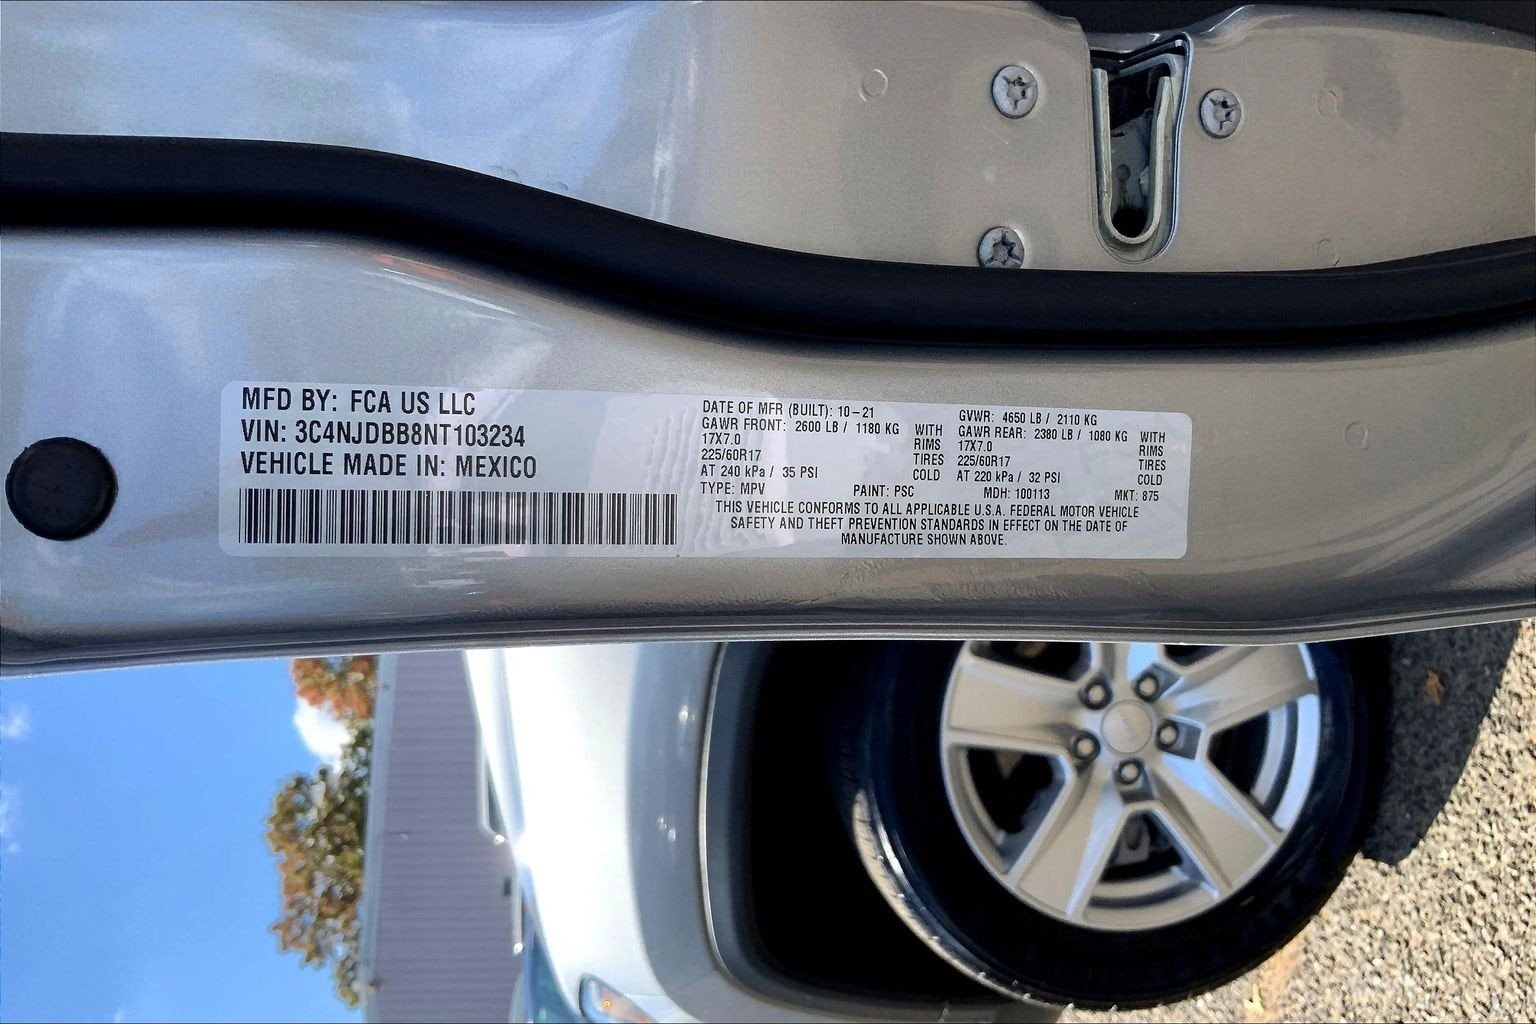 MFD BY: FCA US LLC
VIN: 3C4NJDBB8NT103234
VEHICLE MADE IN: MEXICO
DATE OF MFR (BUILT): 10-21 GVWR: 4650 LB / 2110 KG
GAWR FRONT: 2600 LB / 1180 KG WITH GAWR REAR: 2380 LB / 1080 KG WITH
17X7.0 RIMS 17X7.0 RIMS
225/60R17 TIRES 225/60R17 TIRES
AT 240 kPa / 35 PSI COLD AT 220 kPa / 32 PSI COLD
TYPE: MPV PAINT: PSC MDH: 100113 MKT: 875
THIS VEHICLE CONFORMS TO ALL APPLICABLE U.S.A. FEDERAL MOTOR VEHICLE
SAFETY AND THEFT PREVENTION STANDARDS IN EFFECT ON THE DATE OF
MANUFACTURE SHOWN ABOVE.